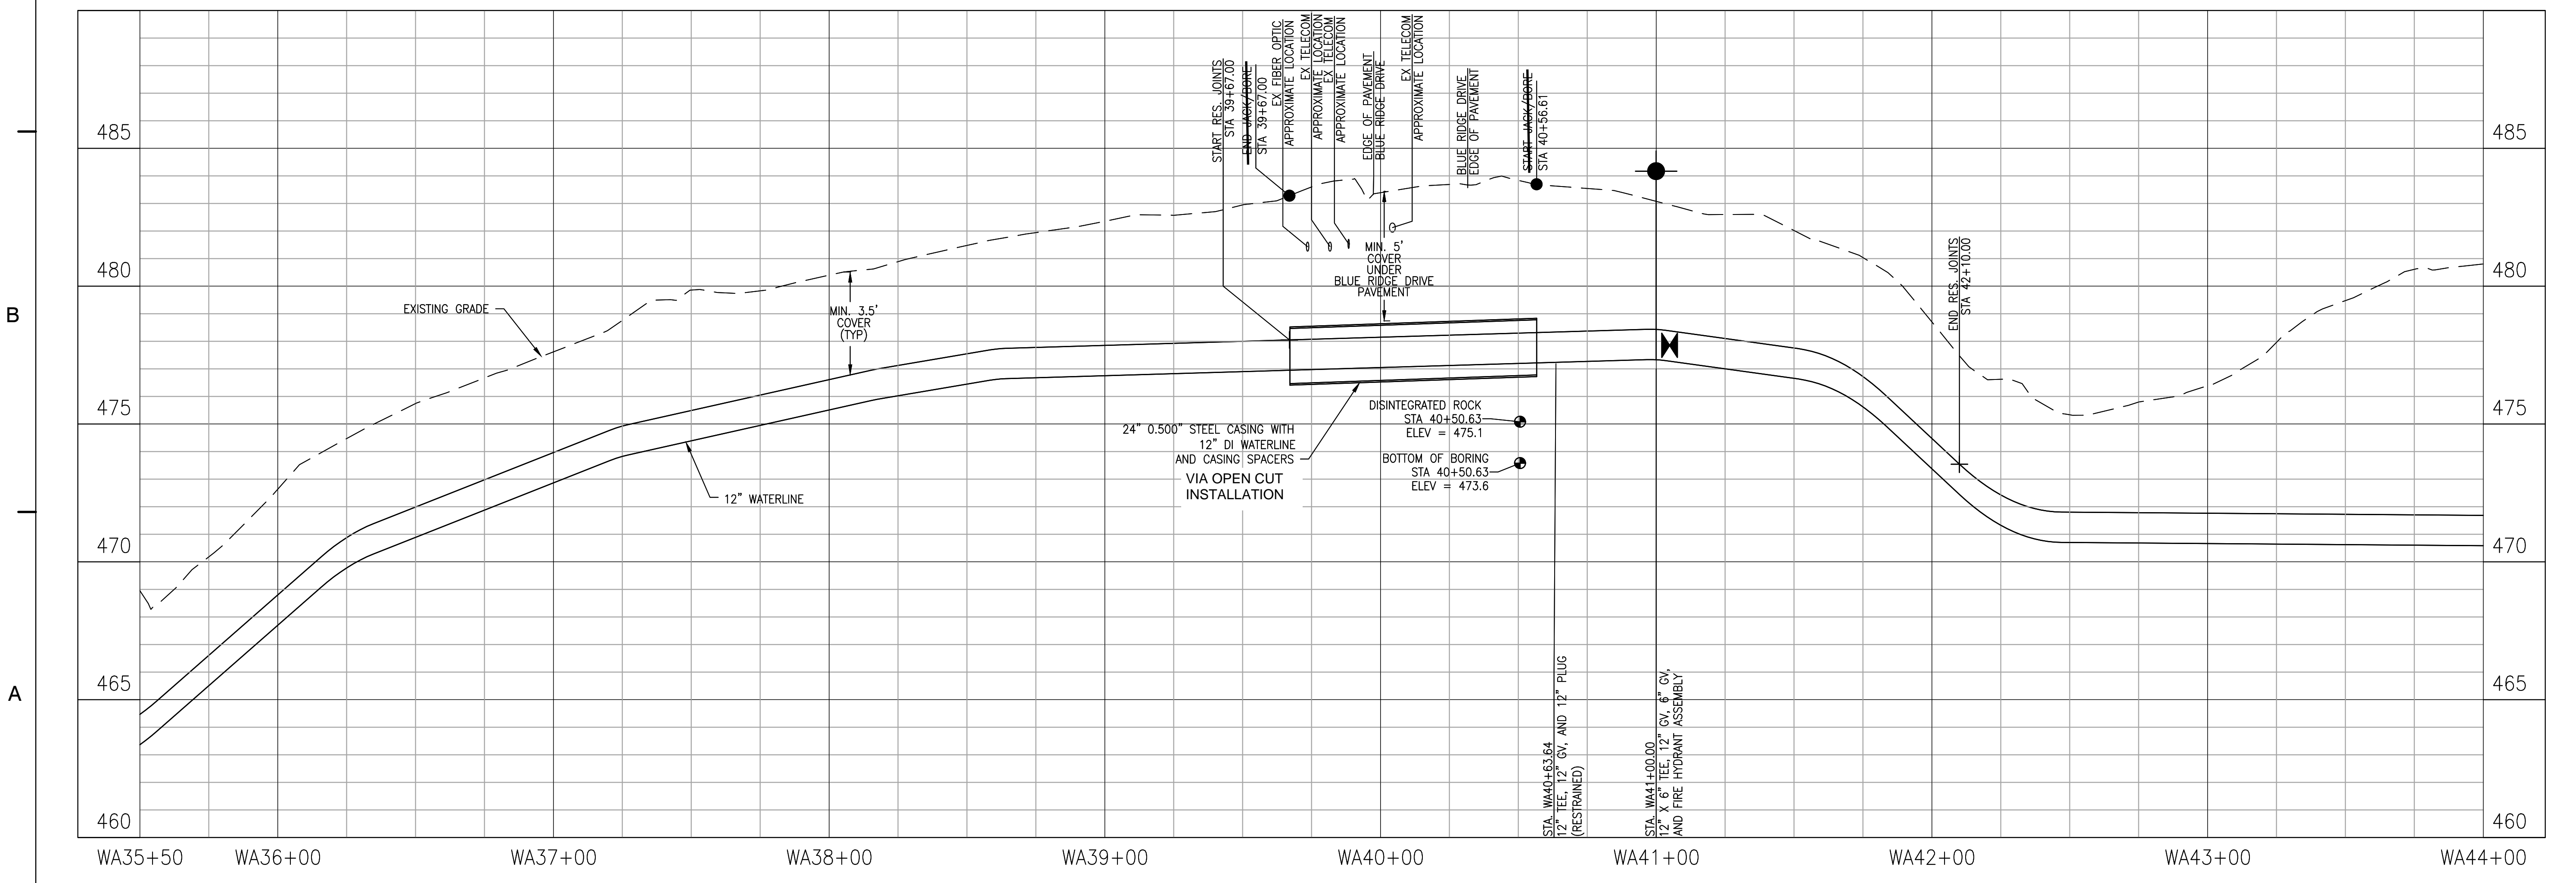 START RES. JOINTS
STA 39+67.00
END JACK/BORE
STA 39+67.00
EX FIBER OPTIC
APPROXIMATE LOCATION
EX TELECOM
APPROXIMATE LOCATION
EX TELECOM
APPROXIMATE LOCATION
EDGE OF PAVEMENT
BLUE RIDGE DRIVE
EX TELECOM
APPROXIMATE LOCATION
BLUE RIDGE DRIVE
EDGE OF PAVEMENT
START JACK/BORE
STA 40+56.61
485
485
480
480
B
EXISTING GRADE
MIN. 3.5'
COVER
(TYP)
MIN. 5'
COVER
UNDER
BLUE RIDGE DRIVE
PAVEMENT
END RES. JOINTS
STA 42+10.00
475
475
DISINTEGRATED ROCK
STA 40+50.63
ELEV = 475.1
24" 0.500" STEEL CASING WITH
12" DI WATERLINE
AND CASING SPACERS
VIA OPEN CUT
INSTALLATION
BOTTOM OF BORING
STA 40+50.63
ELEV = 473.6
12" WATERLINE
470
470
A
465
465
STA. WA40+63.64
12" TEE, 12" GV, AND 12" PLUG
(RESTRAINED)
STA. WA41+00.00
12" X 6" TEE, 12" GV, 6" GV,
AND FIRE HYDRANT ASSEMBLY
460
460
WA35+50 WA36+00 WA37+00 WA38+00 WA39+00 WA40+00 WA41+00 WA42+00 WA43+00 WA44+00